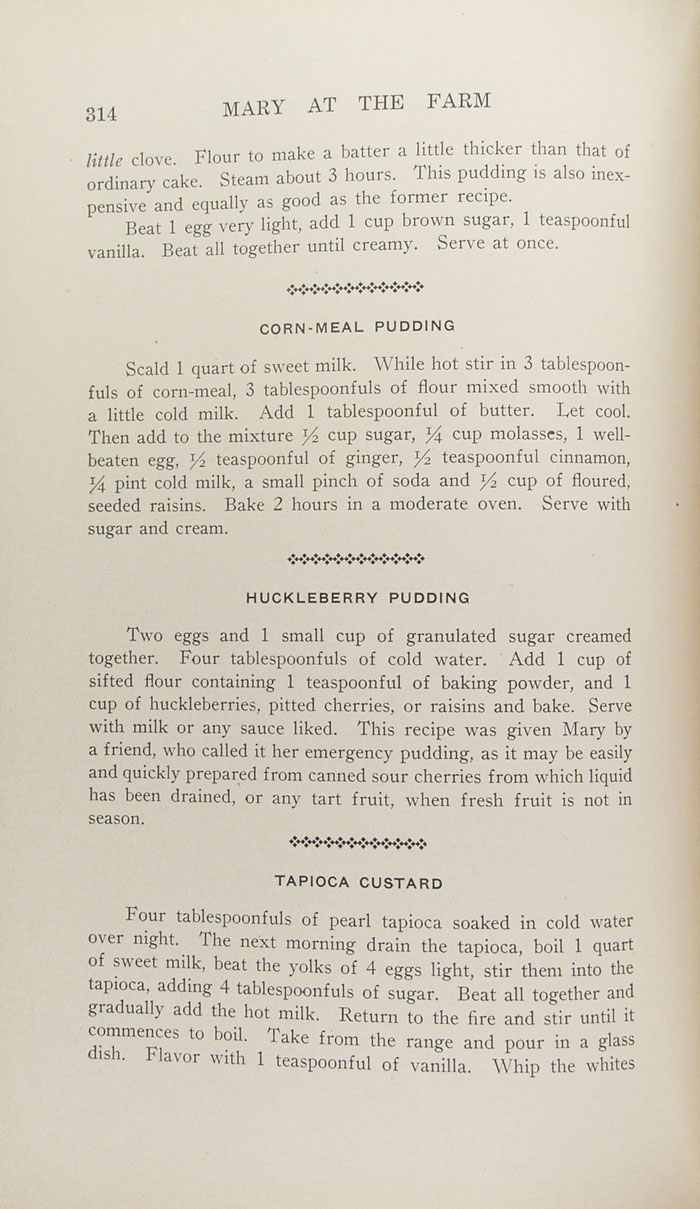 314
MARY AT THE FARM
little clove. Flour to make a batter a little thicker than that of
ordinary cake. Steam about 3 hours. This pudding is also inex-
pensive and equally as good as the former recipe.
Beat 1 egg very light, add 1 cup brown sugar, 1 teaspoonful
vanilla. Beat all together until creamy. Serve at once.
CORN-MEAL PUDDING
Scald 1 quart of sweet milk. While hot stir in 3 tablespoon-
fuls of corn-meal, 3 tablespoonfuls of flour mixed smooth with
a little cold milk. Add 1 tablespoonful of butter. Let cool.
Then add to the mixture ½ cup sugar, ¼ cup molasses, 1 well-
beaten egg, ½ teaspoonful of ginger, ½ teaspoonful cinnamon,
¼ pint cold milk, a small pinch of soda and ½ cup of floured,
seeded raisins. Bake 2 hours in a moderate oven. Serve with
sugar and cream.
HUCKLEBERRY PUDDING
Two eggs and 1 small cup of granulated sugar creamed
together. Four tablespoonfuls of cold water. Add 1 cup of
sifted flour containing 1 teaspoonful of baking powder, and 1
cup of huckleberries, pitted cherries, or raisins and bake. Serve
with milk or any sauce liked. This recipe was given Mary by
a friend, who called it her emergency pudding, as it may be easily
and quickly prepared from canned sour cherries from which liquid
has been drained, or any tart fruit, when fresh fruit is not in
season.
TAPIOCA CUSTARD
Four tablespoonfuls of pearl tapioca soaked in cold water
over night. The next morning drain the tapioca, boil 1 quart
of sweet milk, beat the yolks of 4 eggs light, stir them into the
tapioca, adding 4 tablespoonfuls of sugar. Beat all together and
gradually add the hot milk. Return to the fire and stir until it
commences to boil. Take from the range and pour in a glass
dish. Flavor with 1 teaspoonful of vanilla. Whip the whites